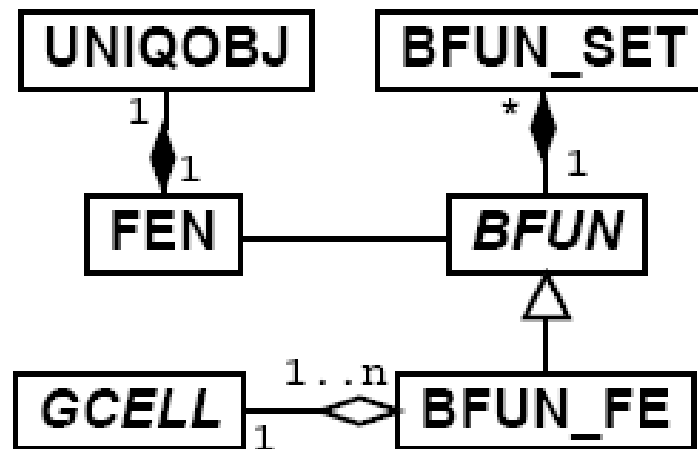 UNIQOBJ
BFUN_SET
1
*
1
1
FEN
BFUN
1..n
GCELL
1
BFUN_FE